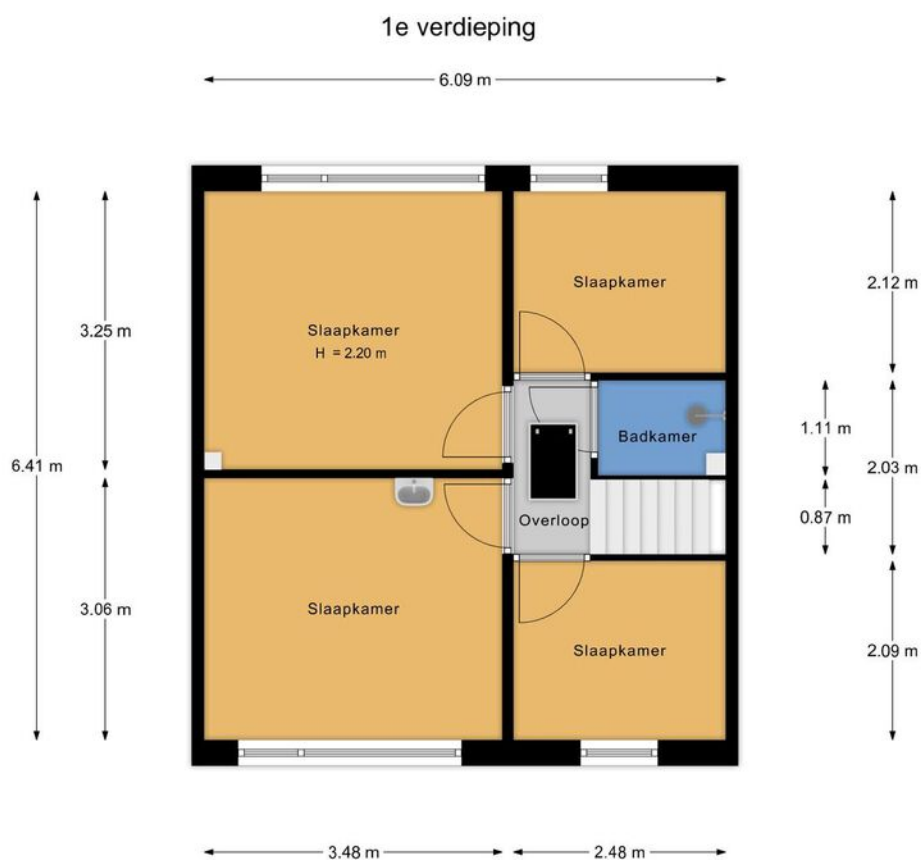 1e verdieping
6.09 m
3.25 m
6.41 m
3.06 m
Slaapkamer
H = 2.20 m
Slaapkamer
Badkamer
Overloop
Slaapkamer
Slaapkamer
2.12 m
1.11 m
2.03 m
0.87 m
2.09 m
3.48 m
2.48 m